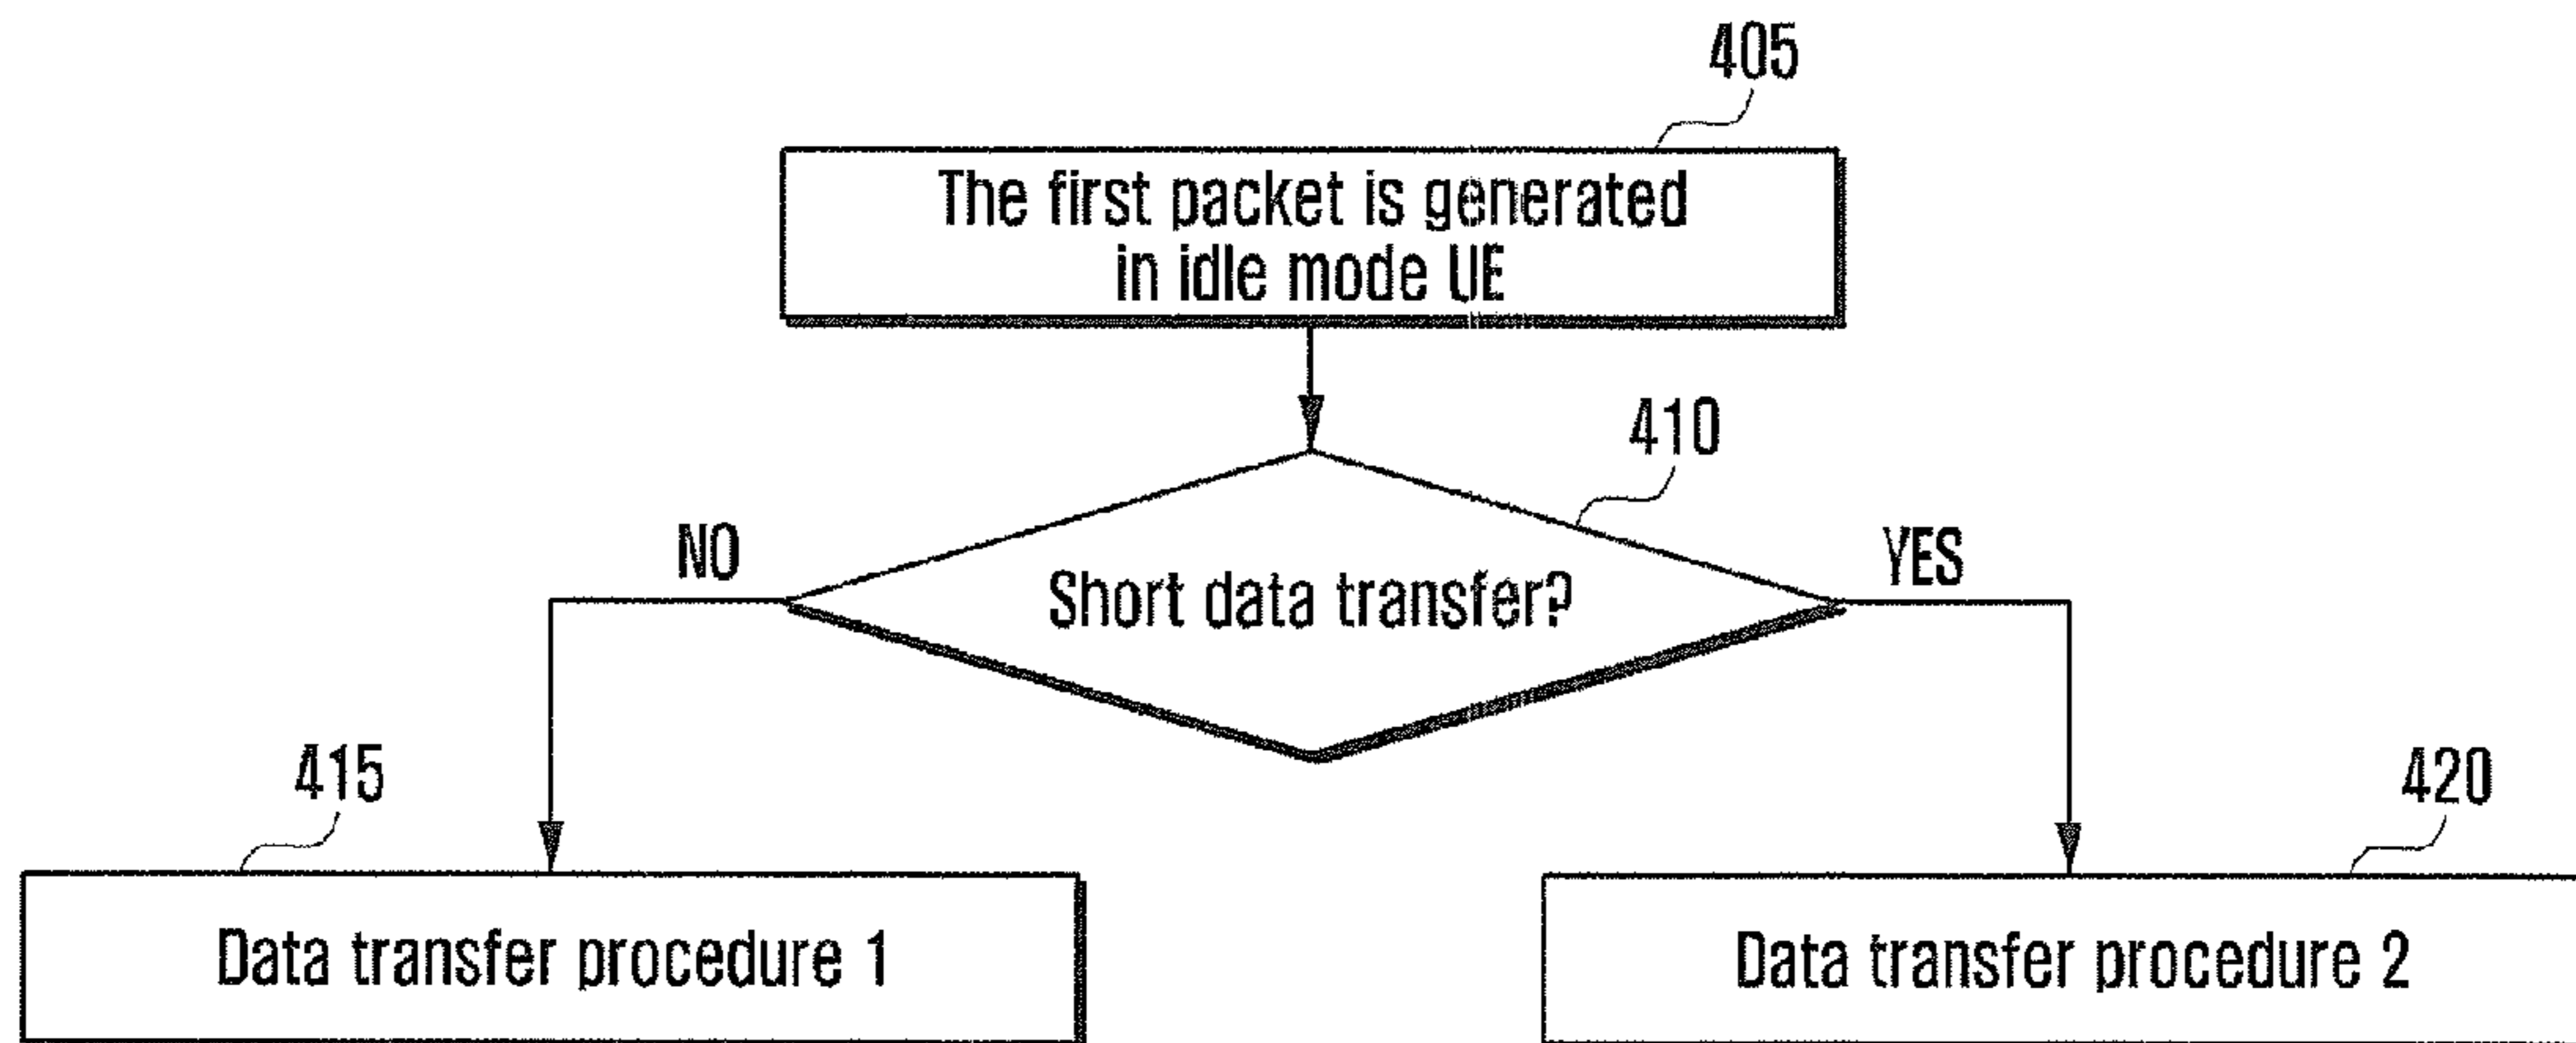 405
The first packet is generated
in idle mode UE
410
NO
YES
Short data transfer?
415
420
Data transfer procedure 1
Data transfer procedure 2